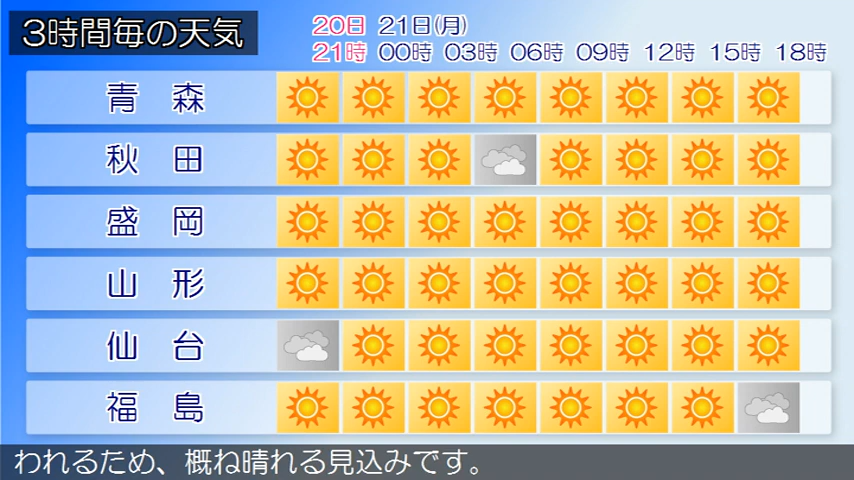 3時間毎の天気
20日 21日(月)
21時 00時 03時 06時 09時 12時 15時 18時
青森
秋田
盛岡
山形
仙台
福島
われるため、概ね晴れる見込みです。